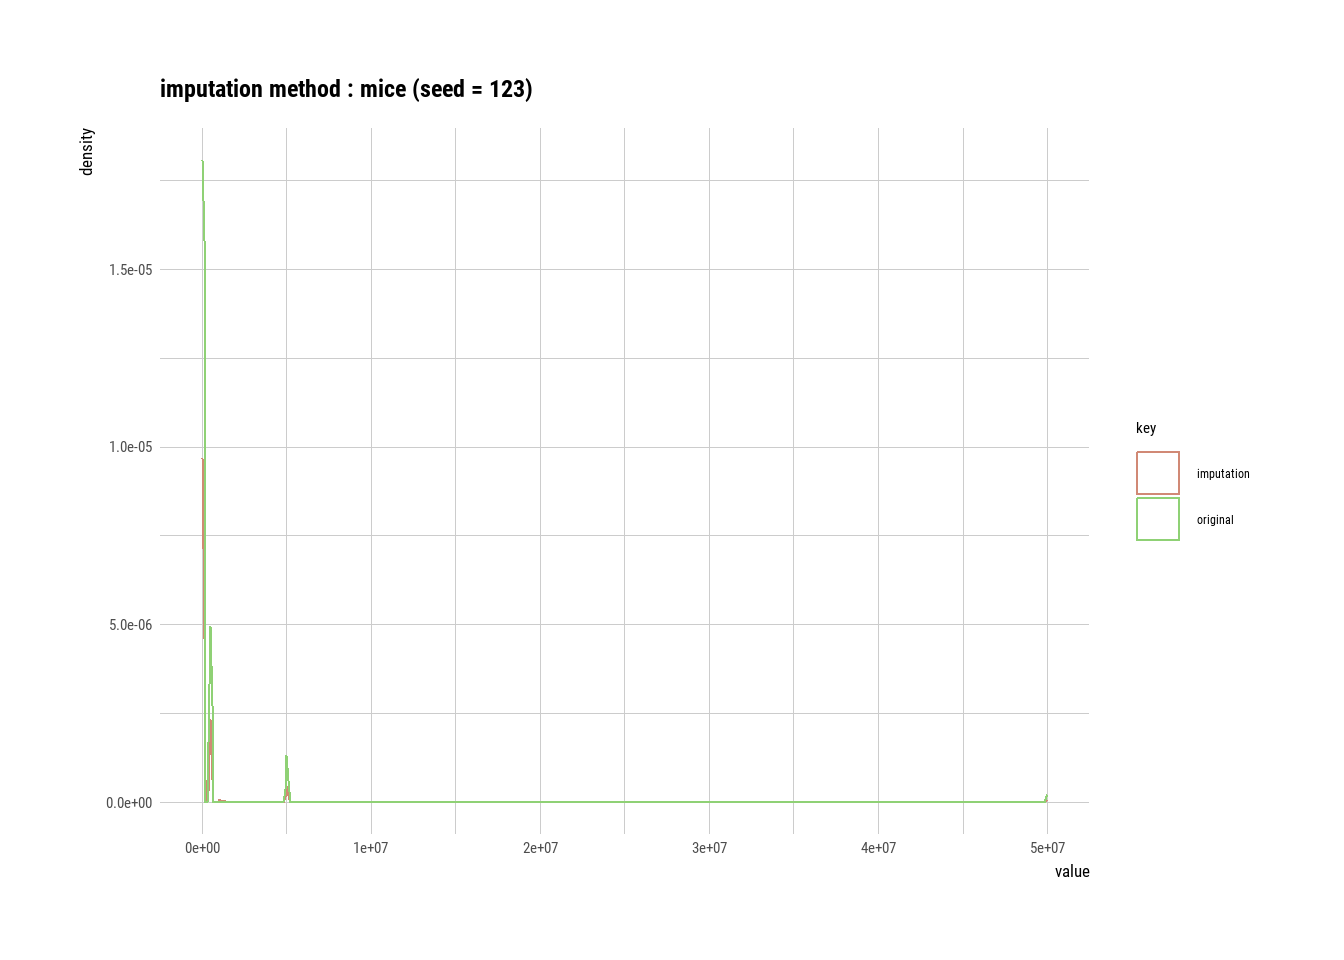 imputation method : mice (seed = 123)
density
1.5e-05
1.0e-05
5.0e-06
0.0e+00
0e+00
1e+07
2e+07
3e+07
4e+07
5e+07
value
key
imputation
original